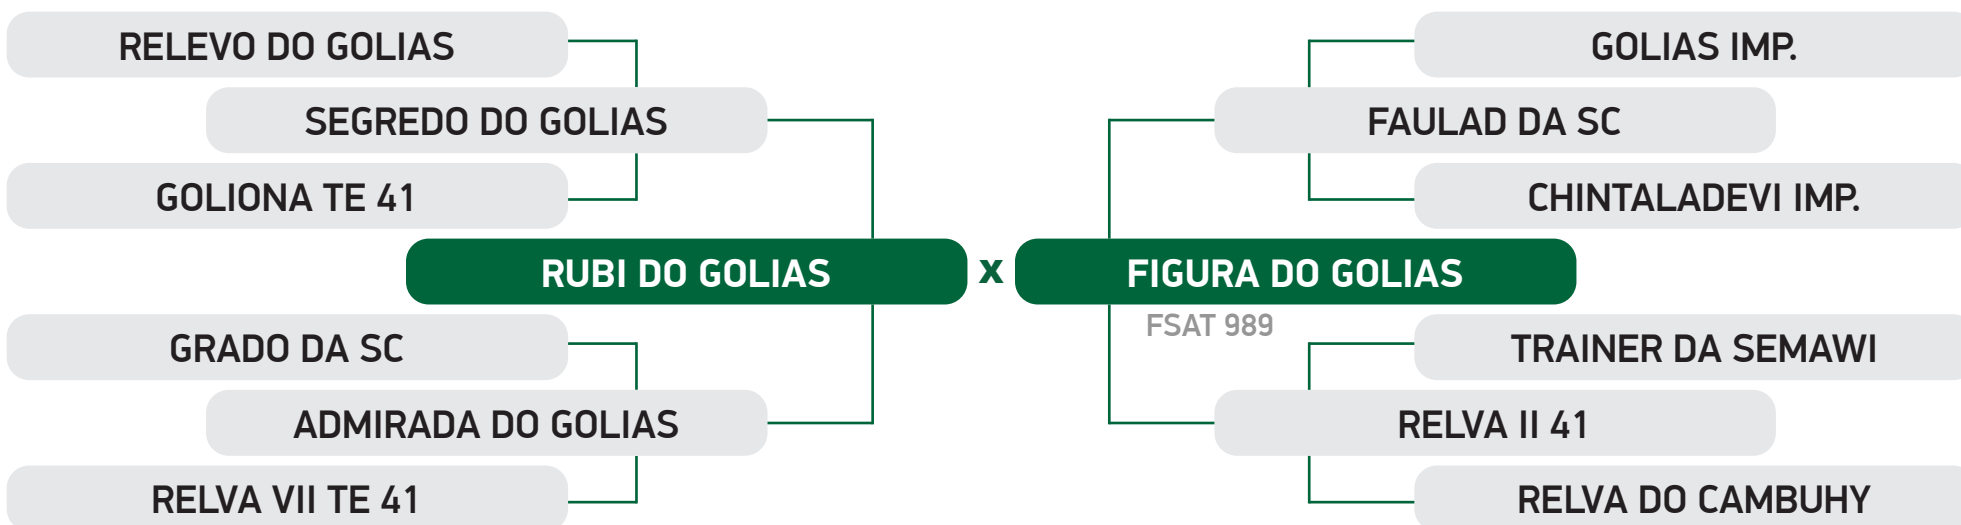 RELEVO DO GOLIAS
GOLIAS IMP.
SEGREDO DO GOLIAS
FAULAD DA SC
GOLIONA TE 41
CHINTALADEVI IMP.
RUBI DO GOLIAS x FIGURA DO GOLIAS
FSAT 989
GRADO DA SC
TRAINER DA SEMAWI
ADMIRADA DO GOLIAS
RELVA II 41
RELVA VII TE 41
RELVA DO CAMBUHY